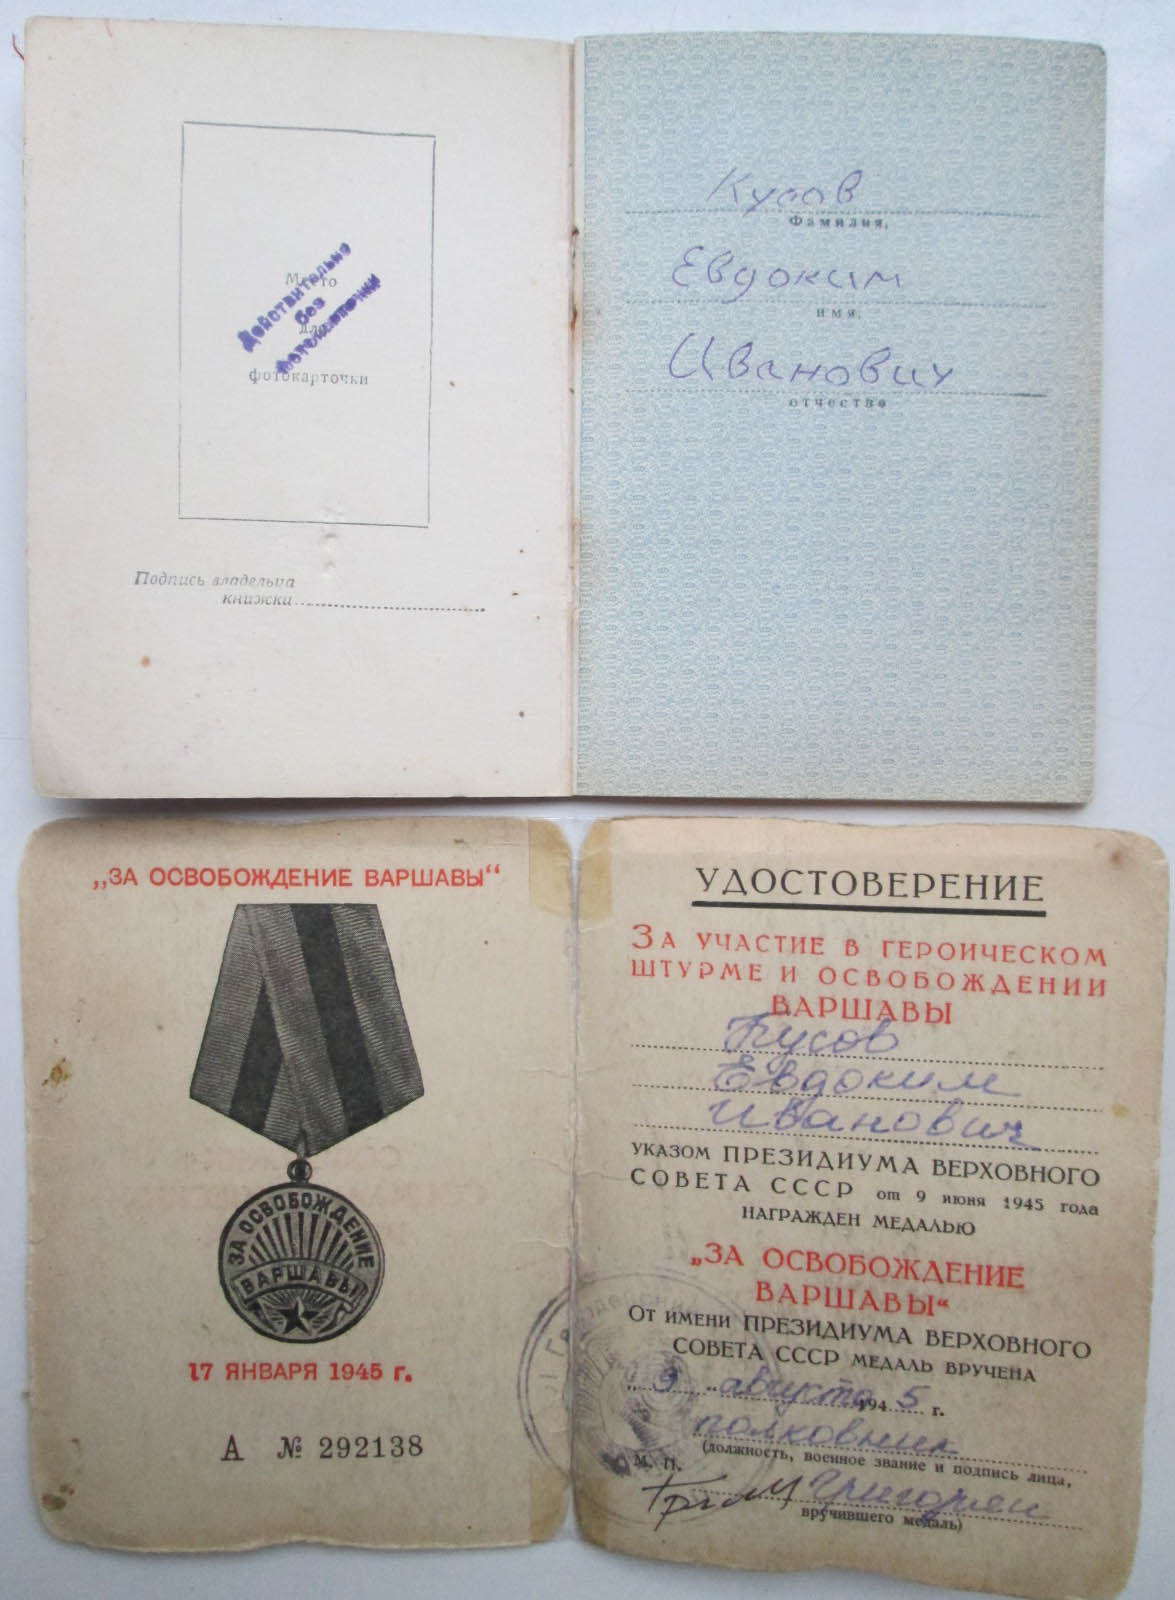 Место
для
фотокарточки
Действительно
без
фотокарточки
Подпись владельца
книжки
Кусов
Фамилия,
Евдоким
имя,
Иванович
отчество
„ЗА ОСВОБОЖДЕНИЕ ВАРШАВЫ“
ЗА ОСВОБОЖДЕНИЕ
ВАРШАВЫ
17 ЯНВАРЯ 1945 г.
А № 292138
УДОСТОВЕРЕНИЕ
ЗА УЧАСТИЕ В ГЕРОИЧЕСКОМ
ШТУРМЕ И ОСВОБОЖДЕНИИ
ВАРШАВЫ
Кусов
Евдоким
Иванович
УКАЗОМ ПРЕЗИДИУМА ВЕРХОВНОГО
СОВЕТА СССР от 9 июня 1945 года
НАГРАЖДЕН МЕДАЛЬЮ
„ЗА ОСВОБОЖДЕНИЕ
ВАРШАВЫ“
ОТ ИМЕНИ ПРЕЗИДИУМА ВЕРХОВНОГО
СОВЕТА СССР МЕДАЛЬ ВРУЧЕНА
„9“ августа 1945 г.
полковник
М. П. (должность, военное звание и подпись лица,
Григорян
вручившего медаль)